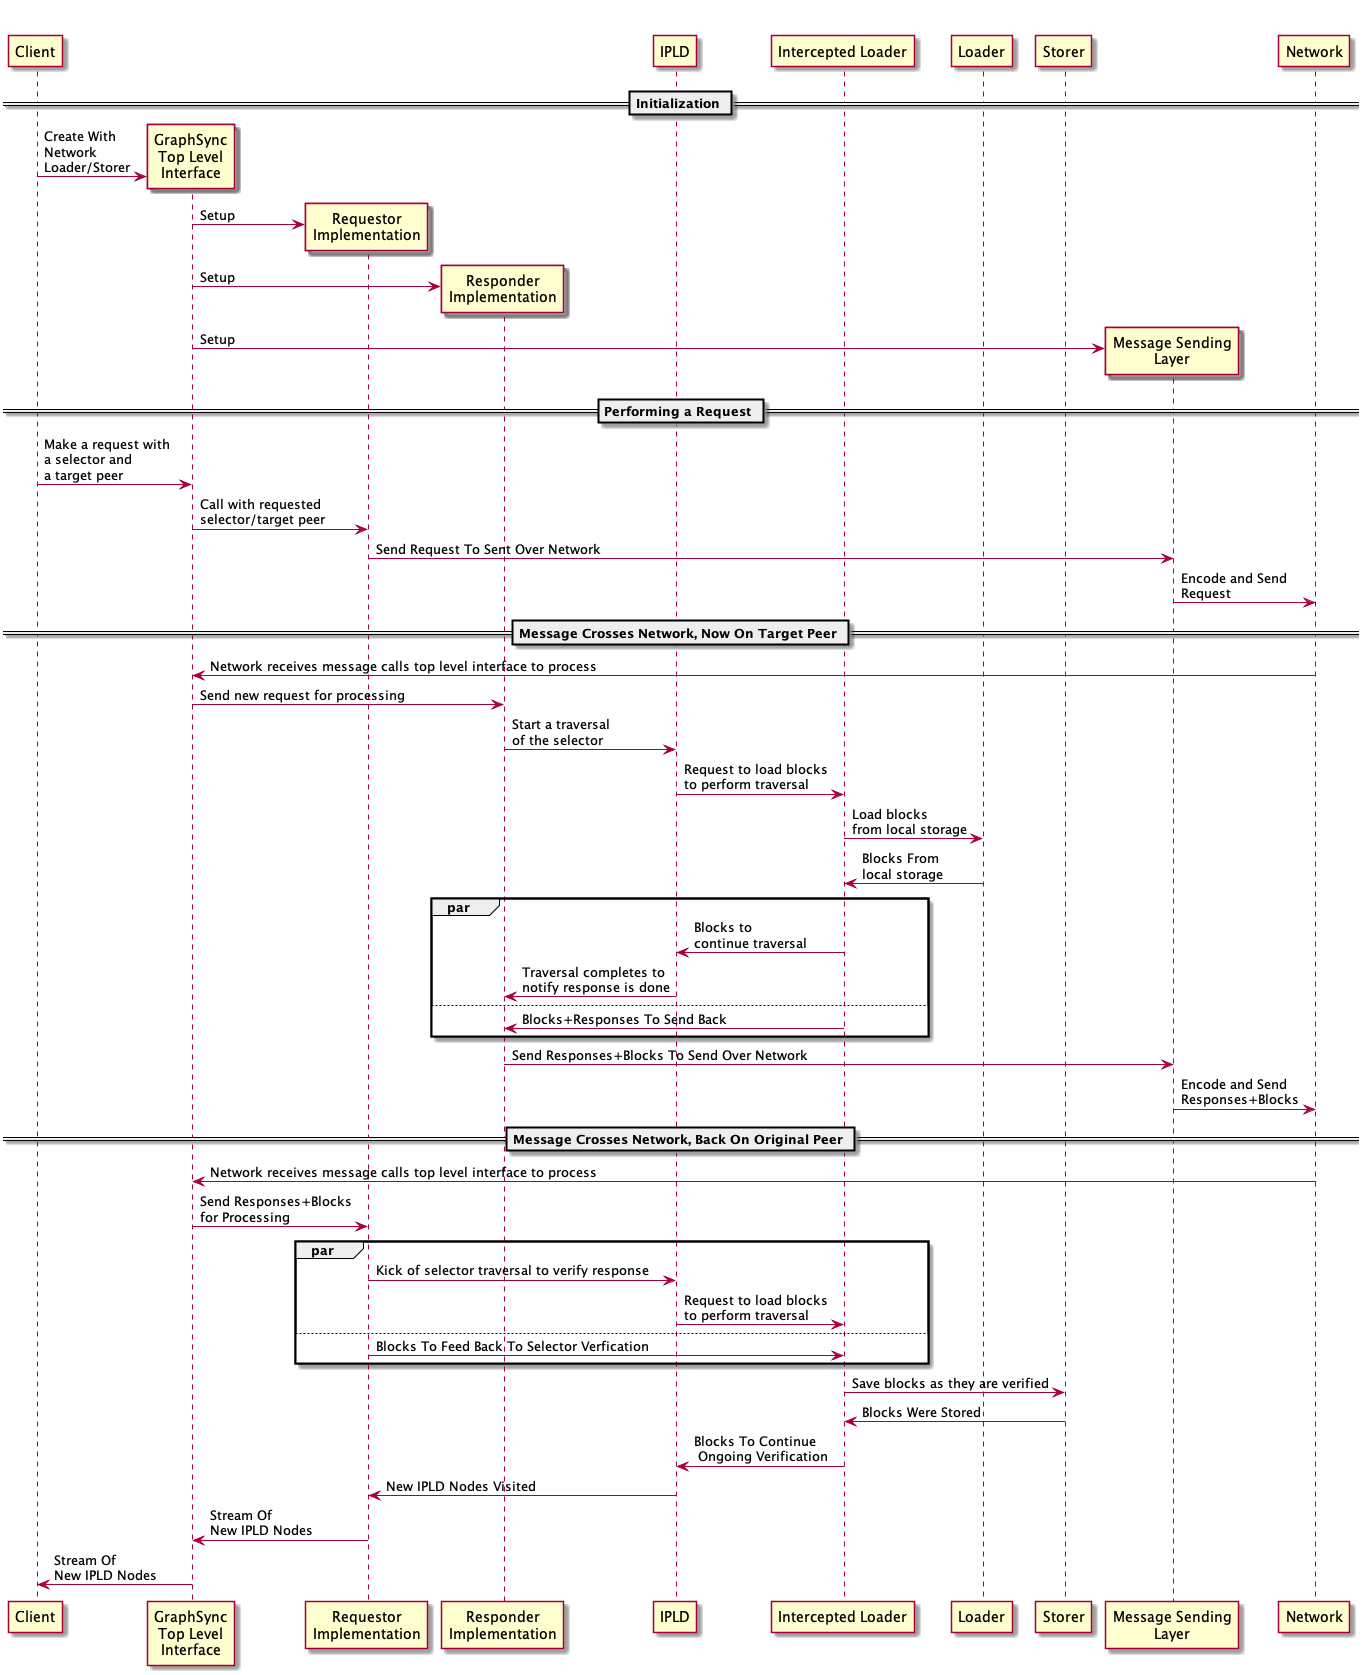 Client
IPLD
Intercepted Loader
Loader
Storer
Network
Initialization
Create With
Network
Loader/Storer
GraphSync
Top Level
Interface
Setup
Requestor
Implementation
Setup
Responder
Implementation
Setup
Message Sending
Layer
Performing a Request
Make a request with
a selector and
a target peer
Call with requested
selector/target peer
Send Request To Sent Over Network
Encode and Send
Request
Message Crosses Network, Now On Target Peer
Network receives message calls top level interface to process
Send new request for processing
Start a traversal
of the selector
Request to load blocks
to perform traversal
Load blocks
from local storage
Blocks From
local storage
par
Blocks to
continue traversal
Traversal completes to
notify response is done
Blocks+Responses To Send Back
Send Responses+Blocks To Send Over Network
Encode and Send
Responses+Blocks
Message Crosses Network, Back On Original Peer
Network receives message calls top level interface to process
Send Responses+Blocks
for Processing
par
Kick of selector traversal to verify response
Request to load blocks
to perform traversal
Blocks To Feed Back To Selector Verfication
Save blocks as they are verified
Blocks Were Stored
Blocks To Continue
Ongoing Verification
New IPLD Nodes Visited
Stream Of
New IPLD Nodes
Stream Of
New IPLD Nodes
Client
GraphSync
Top Level
Interface
Requestor
Implementation
Responder
Implementation
IPLD
Intercepted Loader
Loader
Storer
Message Sending
Layer
Network